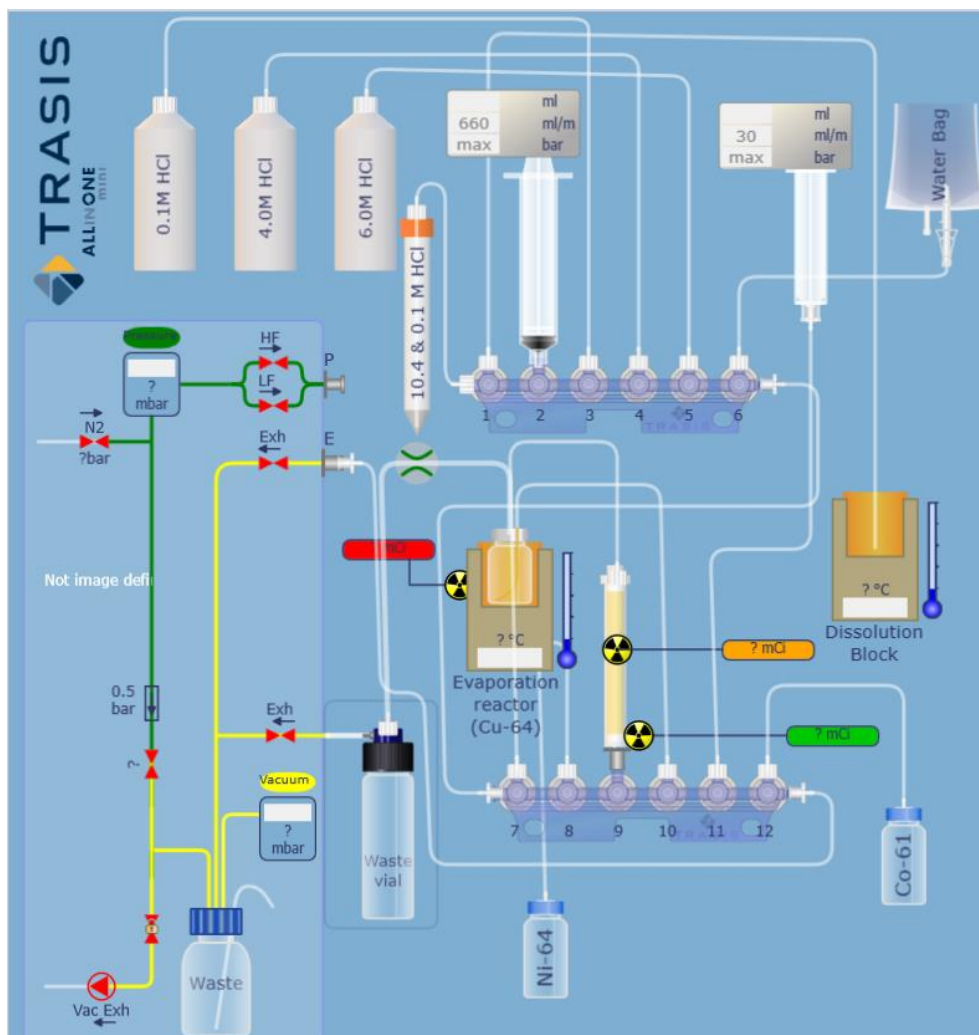 TRASIS
ALLINONE
mini
0.1M HCl
4.0M HCl
6.0M HCl
10.4 & 0.1 M HCl
ml
660 ml/m
max bar
ml
30 ml/m
max bar
Water Bag
1 2 3 4 5 6
TRASIS
Pressure
?
mbar
HF
LF
P
N2
?bar
Exh
E
Not image defi
0.5
bar
?
Exh
Vacuum
?
mbar
Waste
Vac Exh
Waste
vial
? mCi
? °C
Evaporation
reactor
(Cu-64)
? mCi
? mCi
? °C
Dissolution
Block
7 8 9 10 11 12
Ni-64
Co-61